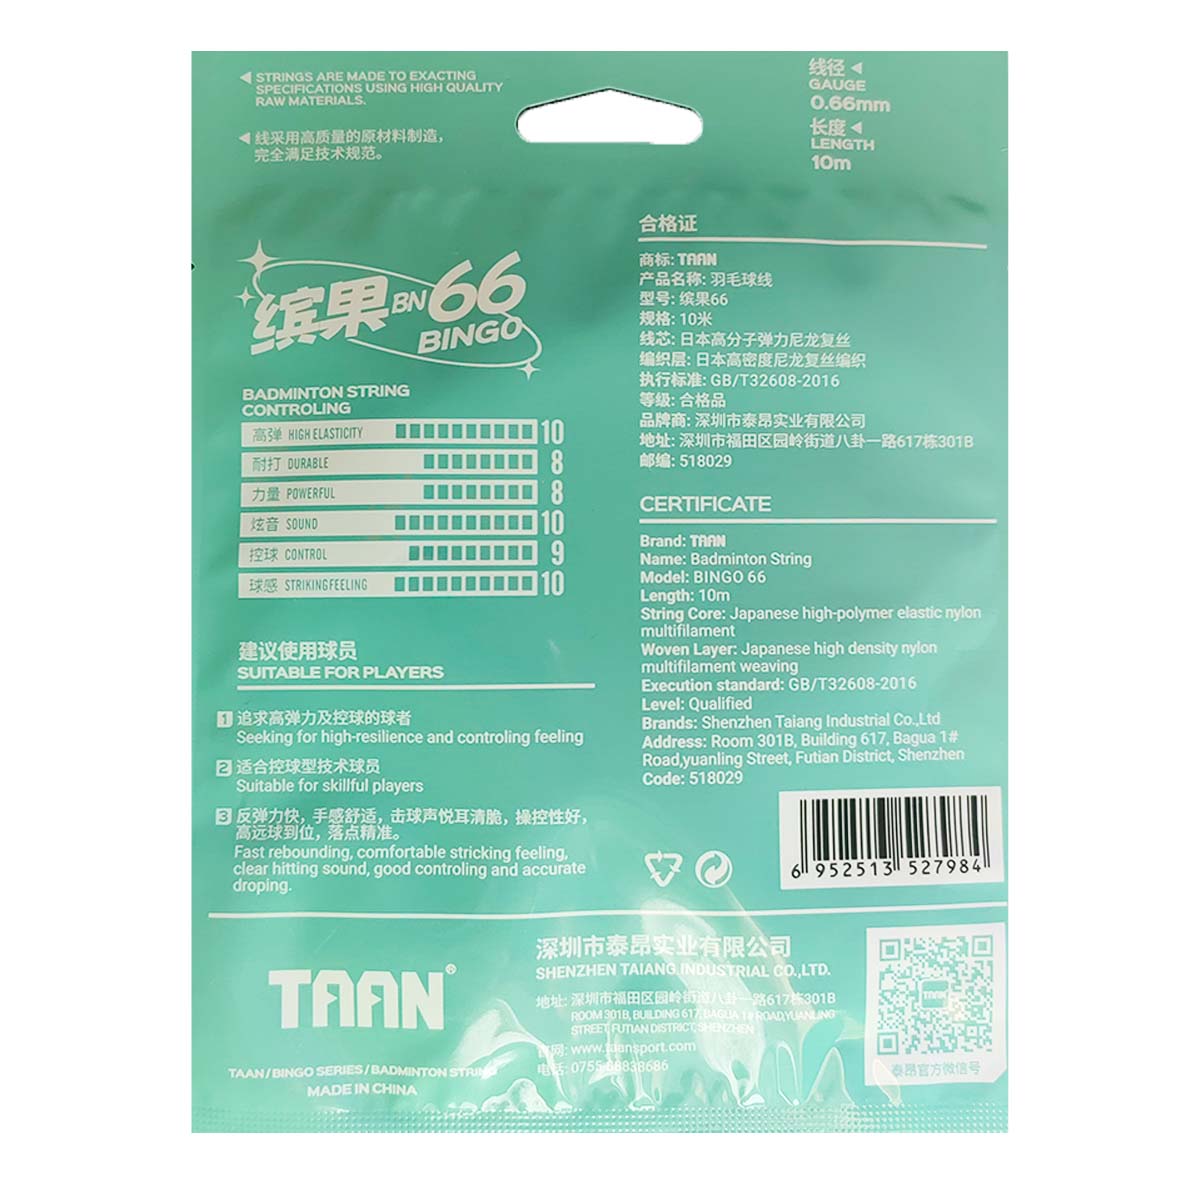 STRINGS ARE MADE TO EXACTING
SPECIFICATIONS USING HIGH QUALITY
RAW MATERIALS.
线采用高质量的原材料制造，
完全满足技术规范。
线径
GAUGE
0.66mm
长度
LENGTH
10m
缤果BN66
BINGO
BADMINTON STRING
CONTROLING
高弹 HIGH ELASTICITY 10
耐打 DURABLE 8
力量 POWERFUL 8
炫音 SOUND 10
控球 CONTROL 9
球感 STRIKINGFEELING 10
建议使用球员
SUITABLE FOR PLAYERS
1 追求高弹力及控球的球者
Seeking for high-resilience and controling feeling
2 适合控球型技术球员
Suitable for skillful players
3 反弹力快，手感舒适，击球声悦耳清脆，操控性好，
高远球到位，落点精准。
Fast rebounding, comfortable stricking feeling,
clear hitting sound, good controling and accurate
droping.
合格证
商标: TAAN
产品名称: 羽毛球线
型号: 缤果66
规格: 10米
线芯: 日本高分子弹力尼龙复丝
编织层: 日本高密度尼龙复丝编织
执行标准: GB/T32608-2016
等级: 合格品
品牌商: 深圳市泰昂实业有限公司
地址: 深圳市福田区园岭街道八卦一路617栋301B
邮编: 518029
CERTIFICATE
Brand: TAAN
Name: Badminton String
Model: BINGO 66
Length: 10m
String Core: Japanese high-polymer elastic nylon
multifilament
Woven Layer: Japanese high density nylon
multifilament weaving
Execution standard: GB/T32608-2016
Level: Qualified
Brands: Shenzhen Taiang Industrial Co.,Ltd
Address: Room 301B, Building 617, Bagua 1#
Road,yuanling Street, Futian District, Shenzhen
Code: 518029
6 952513 527984
TAAN®
TAAN/BINGO SERIES/BADMINTON STRING
MADE IN CHINA
深圳市泰昂实业有限公司
SHENZHEN TAIANG INDUSTRIAL CO.,LTD.
地址: 深圳市福田区园岭街道八卦一路617栋301B
ROOM 301B, BUILDING 617, BAGUA 1# ROAD,YUANLING
STREET, FUTIAN DISTRICT, SHENZHEN
官网: www.taansport.com
电话: 0755-08838686
TAAN
泰昂官方微信号